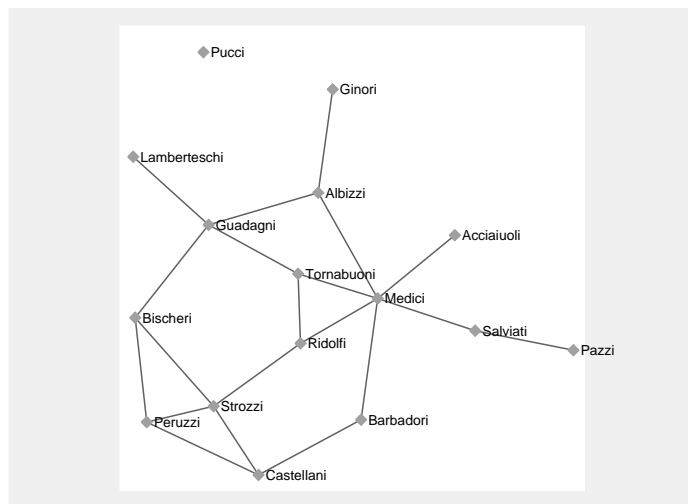 Pucci
Ginori
Lamberteschi
Albizzi
Guadagni
Acciaiuoli
Tornabuoni
Medici
Bischeri
Salviati
Ridolfi
Pazzi
Strozzi
Peruzzi
Barbadori
Castellani